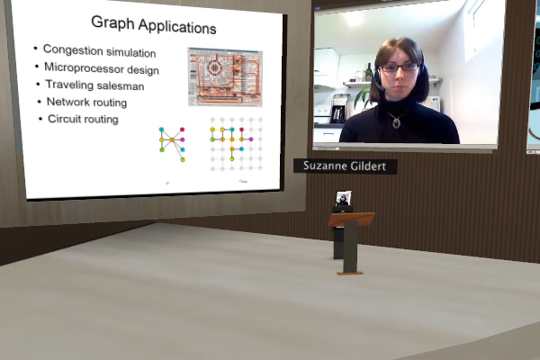 Graph Applications
• Congestion simulation
• Microprocessor design
• Traveling salesman
• Network routing
• Circuit routing
Suzanne Gildert